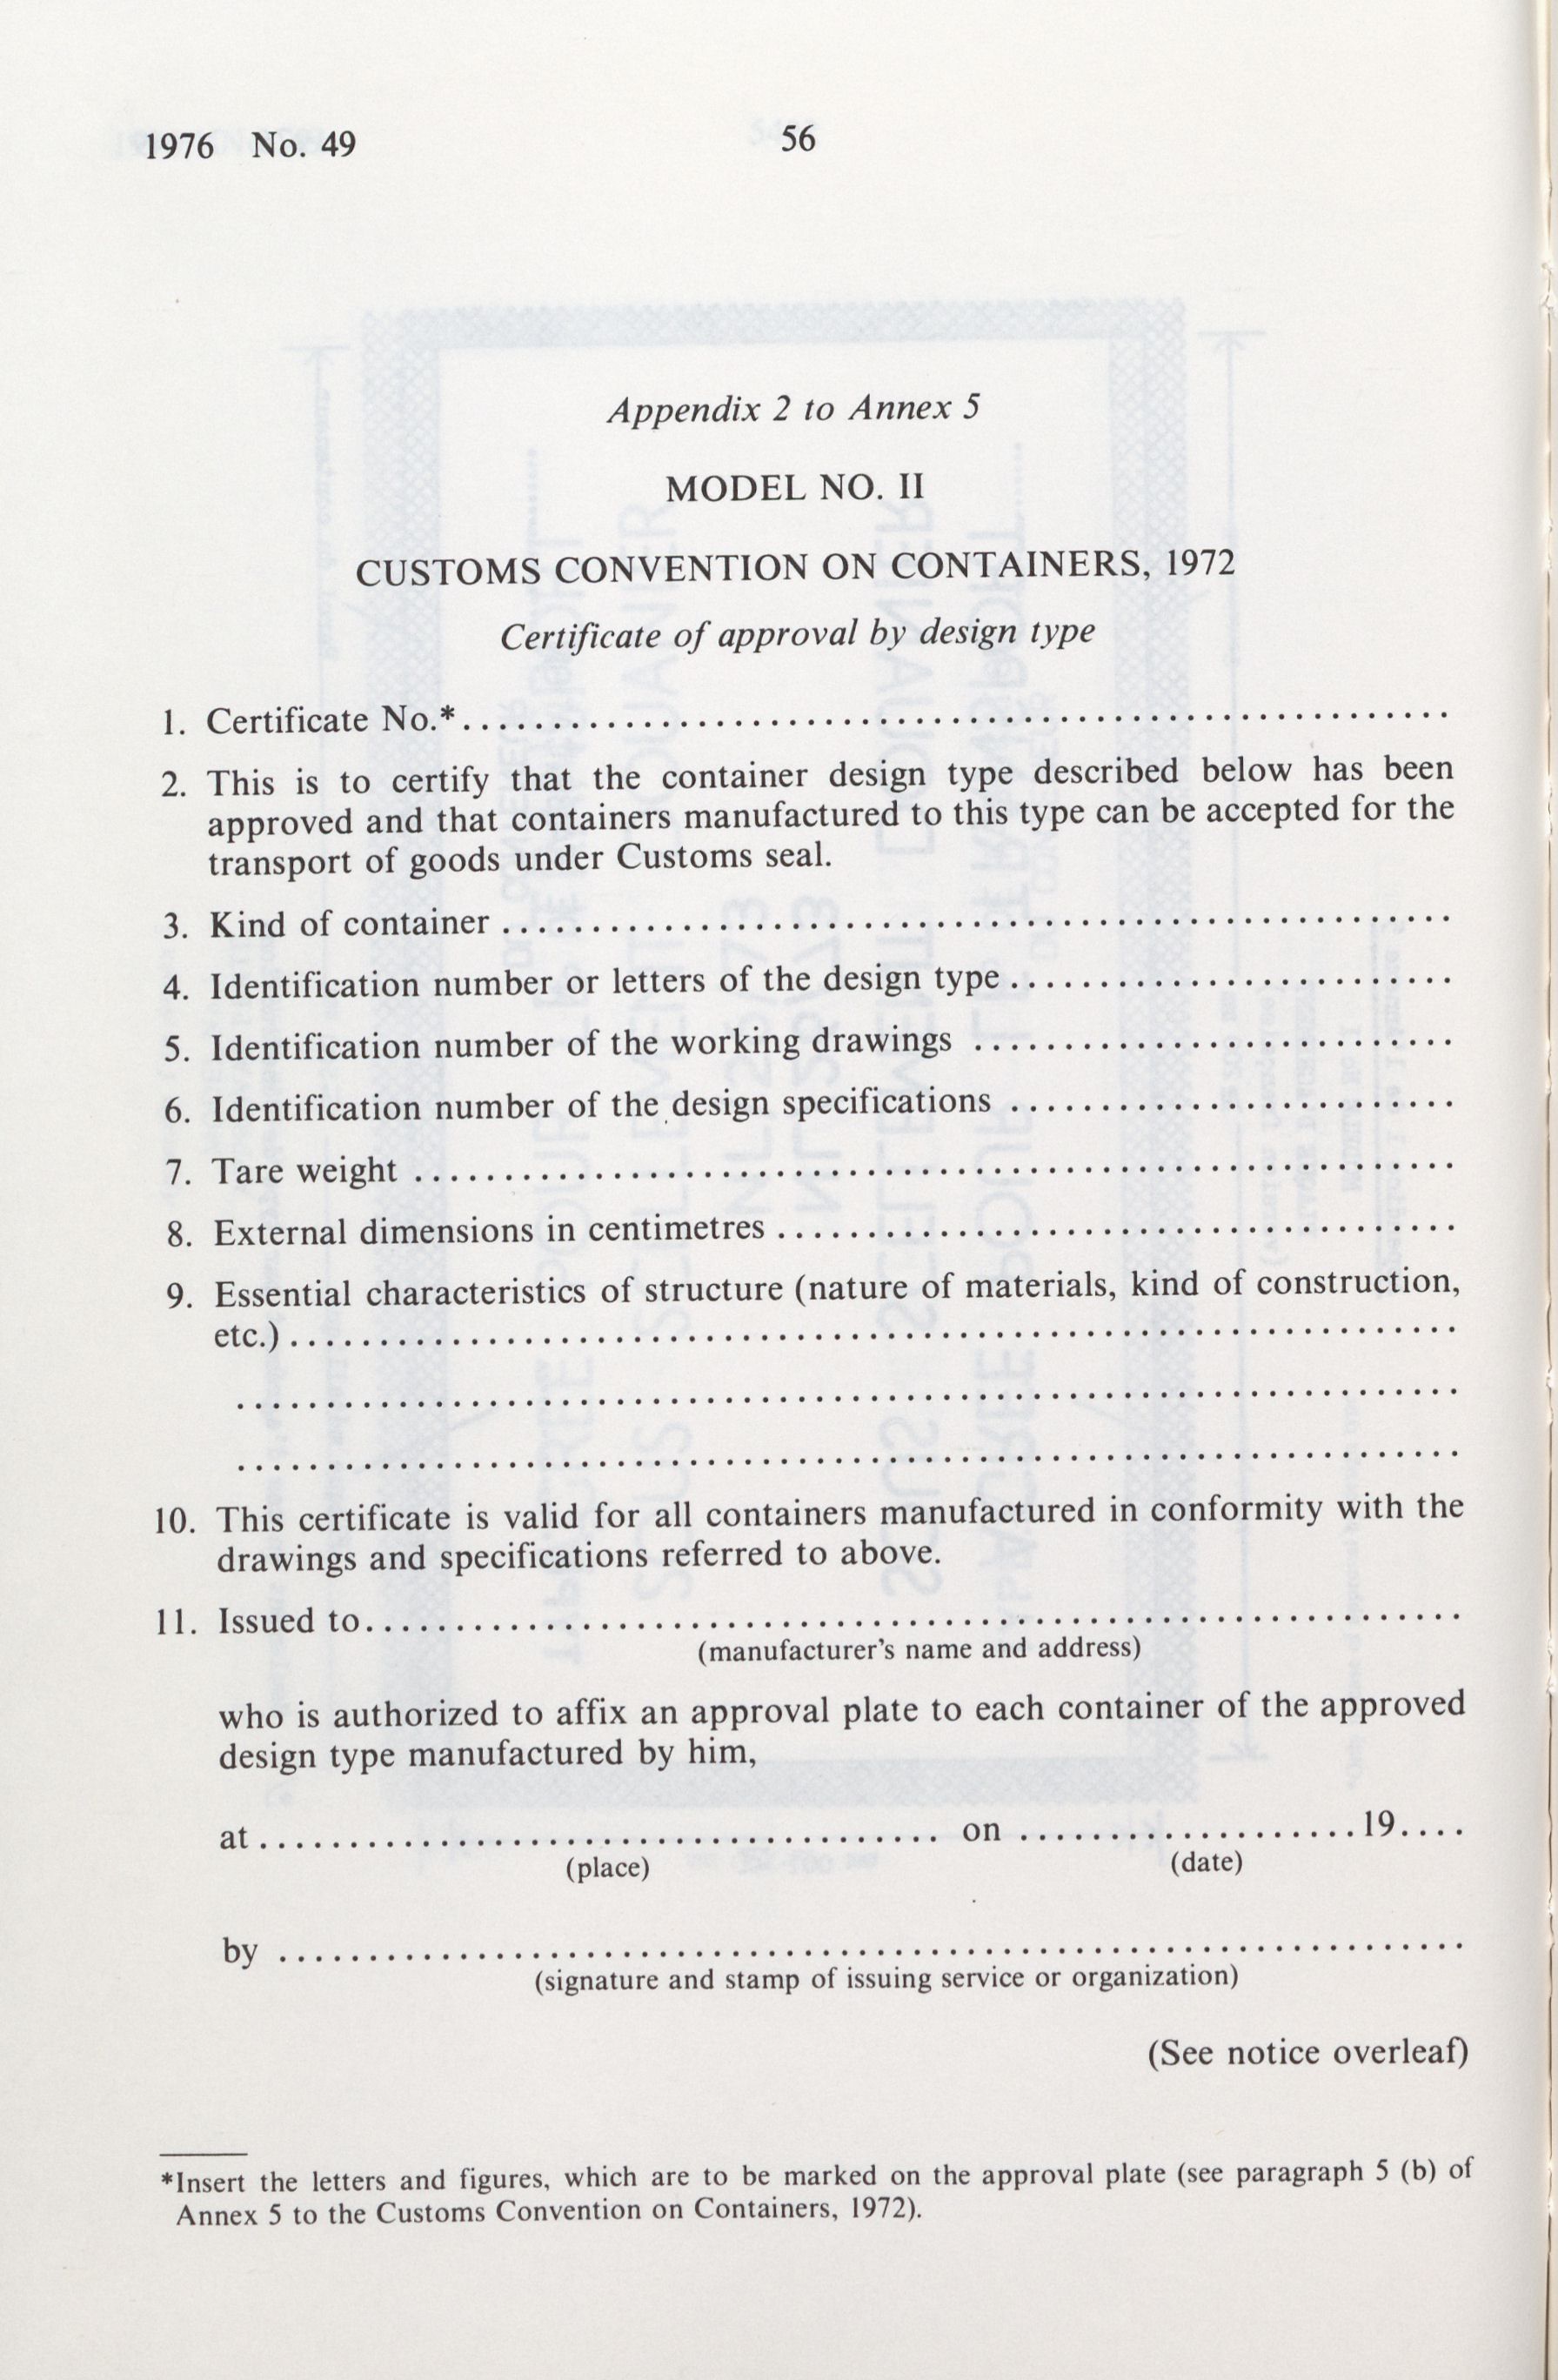 1976 No. 49
56
Appendix 2 to Annex 5
MODEL NO. II
CUSTOMS CONVENTION ON CONTAINERS, 1972
Certificate of approval by design type
1. Certificate No.*..........
2. This is to certify that the container design type described below has been
approved and that containers manufactured to this type can be accepted for the
transport of goods under Customs seal.
3. Kind of container ..........
4. Identification number or letters of the design type ..........
5. Identification number of the working drawings ..........
6. Identification number of the design specifications ..........
7. Tare weight ..........
8. External dimensions in centimetres ..........
9. Essential characteristics of structure (nature of materials, kind of construction,
etc.) ..........
..........
..........
10. This certificate is valid for all containers manufactured in conformity with the
drawings and specifications referred to above.
11. Issued to..........
(manufacturer's name and address)
who is authorized to affix an approval plate to each container of the approved
design type manufactured by him,
at .......... on ..........19....
(place) (date)
by ..........
(signature and stamp of issuing service or organization)
(See notice overleaf)
*Insert the letters and figures, which are to be marked on the approval plate (see paragraph 5 (b) of
Annex 5 to the Customs Convention on Containers, 1972).